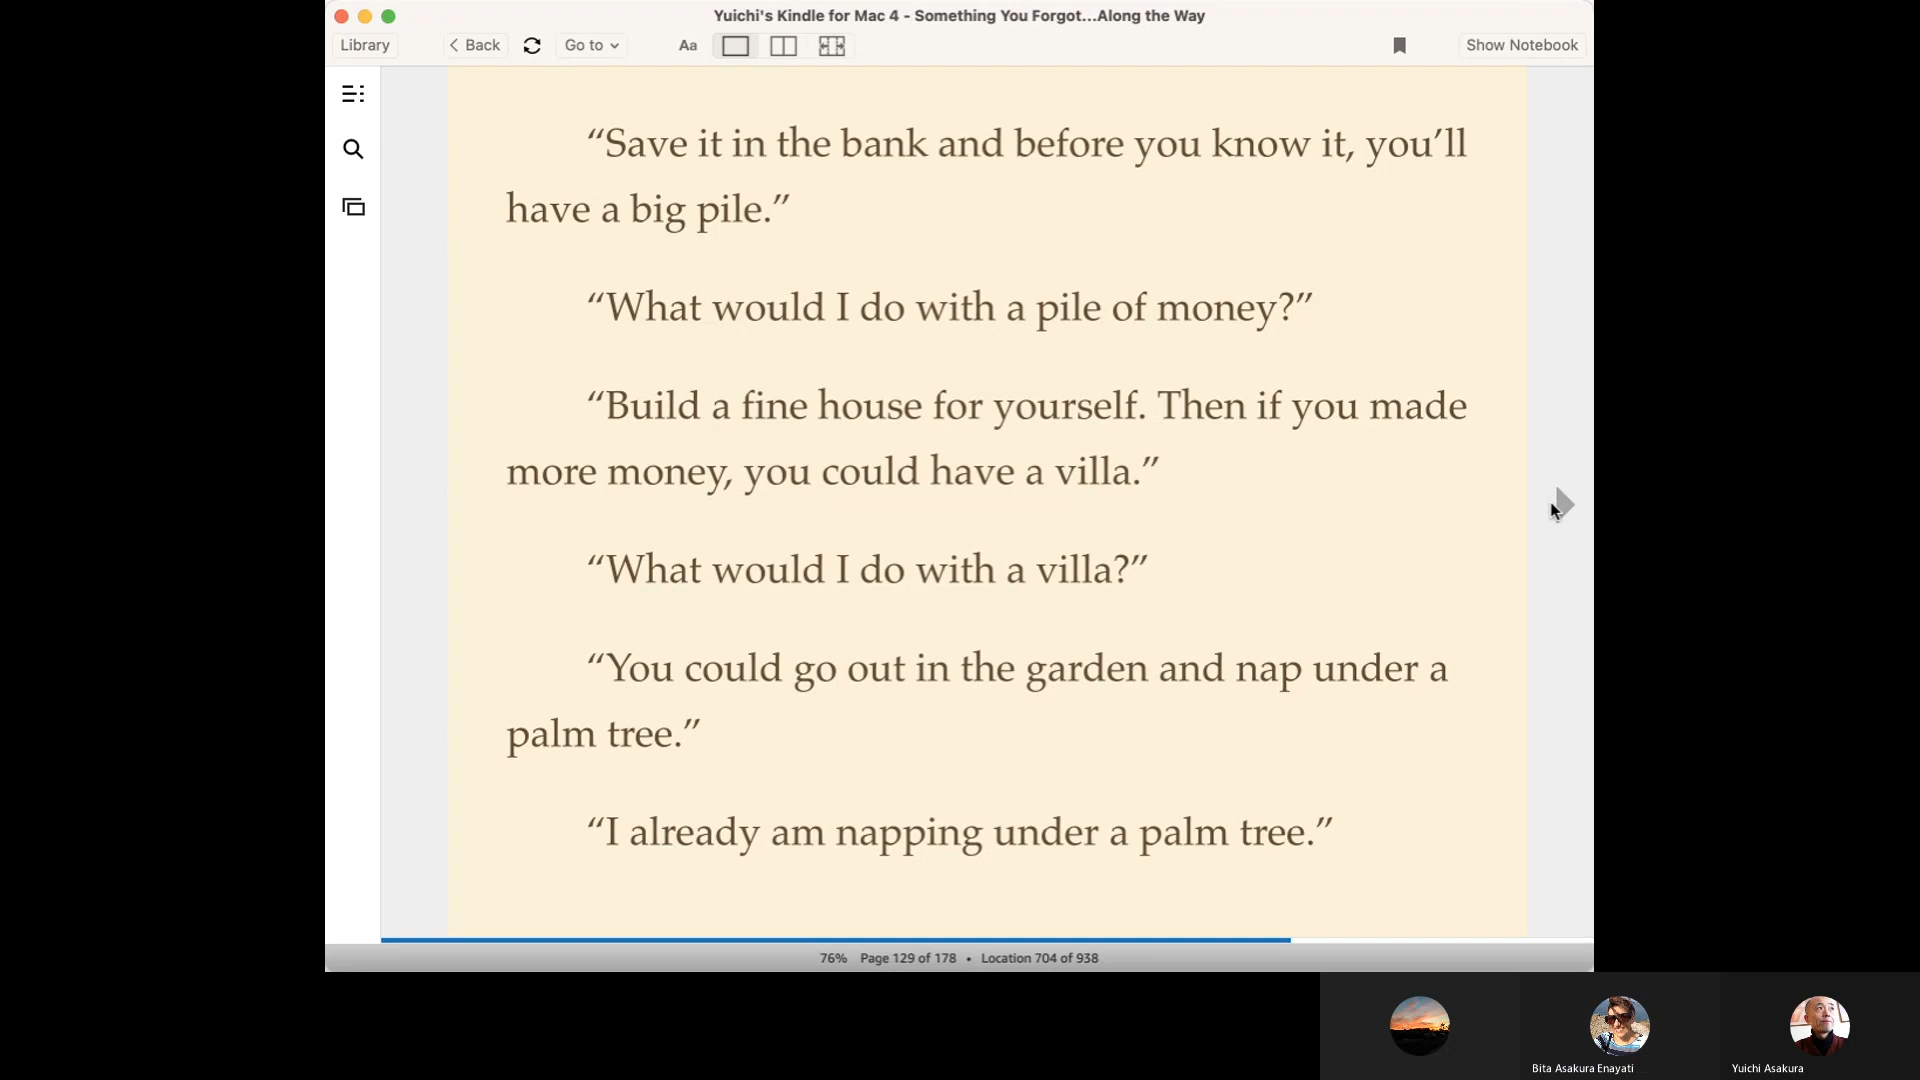 Yuichi's Kindle for Mac 4 - Something You Forgot...Along the Way
Library
Back
Go to
Aa
Show Notebook
“Save it in the bank and before you know it, you’ll
have a big pile.”
“What would I do with a pile of money?”
“Build a fine house for yourself. Then if you made
more money, you could have a villa.”
“What would I do with a villa?”
“You could go out in the garden and nap under a
palm tree.”
“I already am napping under a palm tree.”
76% Page 129 of 178 • Location 704 of 938
Bita Asakura Enayati
Yuichi Asakura